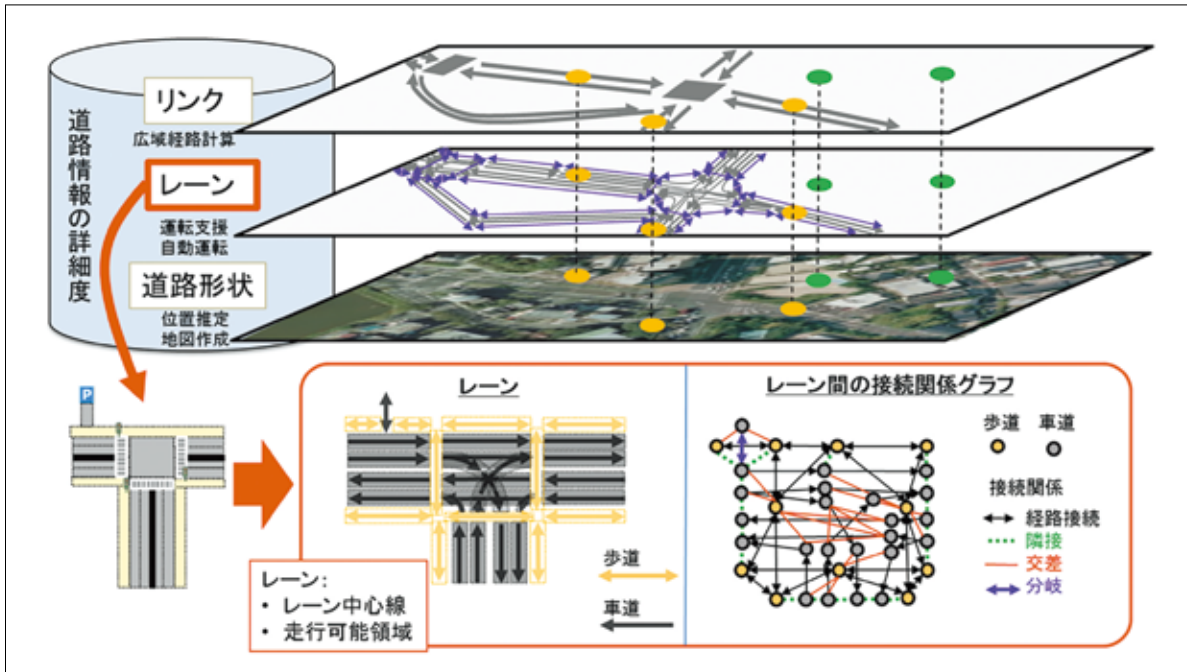 道路情報の詳細度
リンク
広域経路計算
レーン
運転支援
自動運転
道路形状
位置推定
地図作成
P
レーン
歩道
車道
レーン:
• レーン中心線
• 走行可能領域
レーン間の接続関係グラフ
歩道 車道
接続関係
経路接続
隣接
交差
分岐